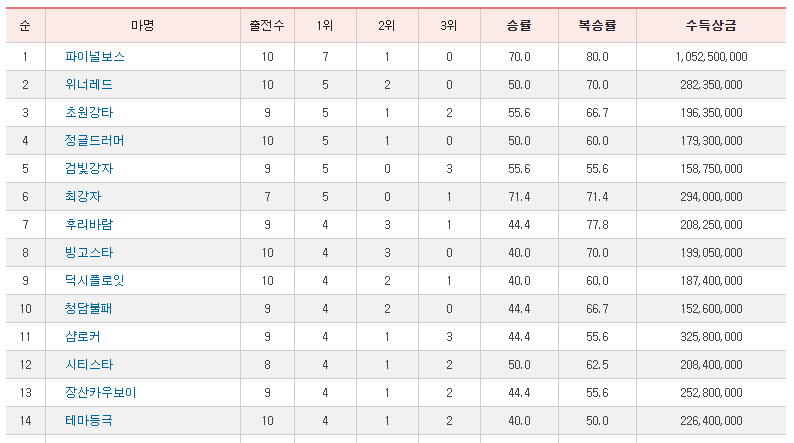 순 마명 출전수 1위 2위 3위 승률 복승률 수득상금
1 파이널보스 10 7 1 0 70.0 80.0 1,052,500,000
2 위너레드 10 5 2 0 50.0 70.0 282,350,000
3 초원강타 9 5 1 2 55.6 66.7 196,350,000
4 정글드러머 10 5 1 0 50.0 60.0 179,300,000
5 검빛강자 9 5 0 3 55.6 55.6 158,750,000
6 최강자 7 5 0 1 71.4 71.4 294,000,000
7 후리바람 9 4 3 1 44.4 77.8 208,250,000
8 빙고스타 10 4 3 0 40.0 70.0 199,050,000
9 덕시플로잇 10 4 2 1 40.0 60.0 187,400,000
10 청담불패 9 4 2 0 44.4 66.7 152,600,000
11 샴로커 9 4 1 3 44.4 55.6 325,800,000
12 시티스타 8 4 1 2 50.0 62.5 208,400,000
13 장산카우보이 9 4 1 2 44.4 55.6 252,800,000
14 테마등극 10 4 1 2 40.0 50.0 226,400,000